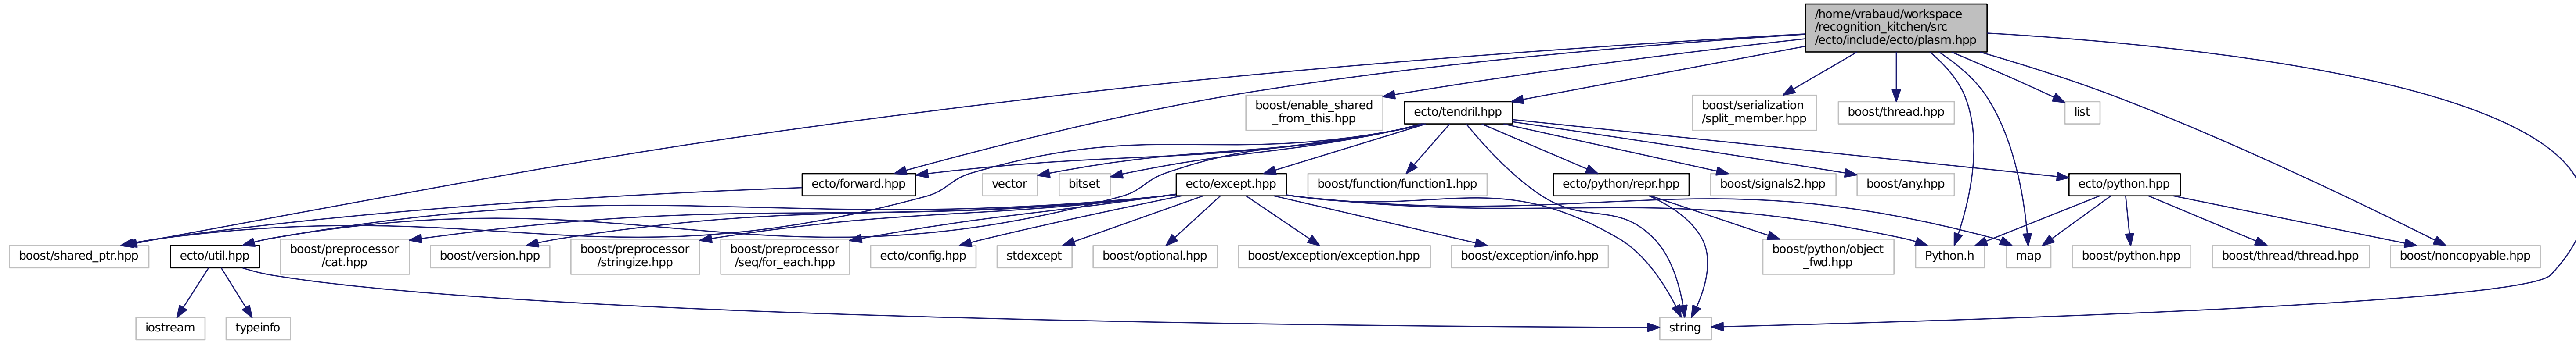 /home/vrabaud/workspace
/recognition_kitchen/src
/ecto/include/ecto/plasm.hpp
boost/enable_shared
_from_this.hpp
ecto/tendril.hpp
boost/serialization
/split_member.hpp
boost/thread.hpp
list
ecto/forward.hpp
vector
bitset
ecto/except.hpp
boost/function/function1.hpp
ecto/python/repr.hpp
boost/signals2.hpp
boost/any.hpp
ecto/python.hpp
boost/shared_ptr.hpp
ecto/util.hpp
boost/preprocessor
/cat.hpp
boost/version.hpp
boost/preprocessor
/stringize.hpp
boost/preprocessor
/seq/for_each.hpp
ecto/config.hpp
stdexcept
boost/optional.hpp
boost/exception/exception.hpp
boost/exception/info.hpp
boost/python/object
_fwd.hpp
Python.h
map
boost/python.hpp
boost/thread/thread.hpp
boost/noncopyable.hpp
iostream
typeinfo
string